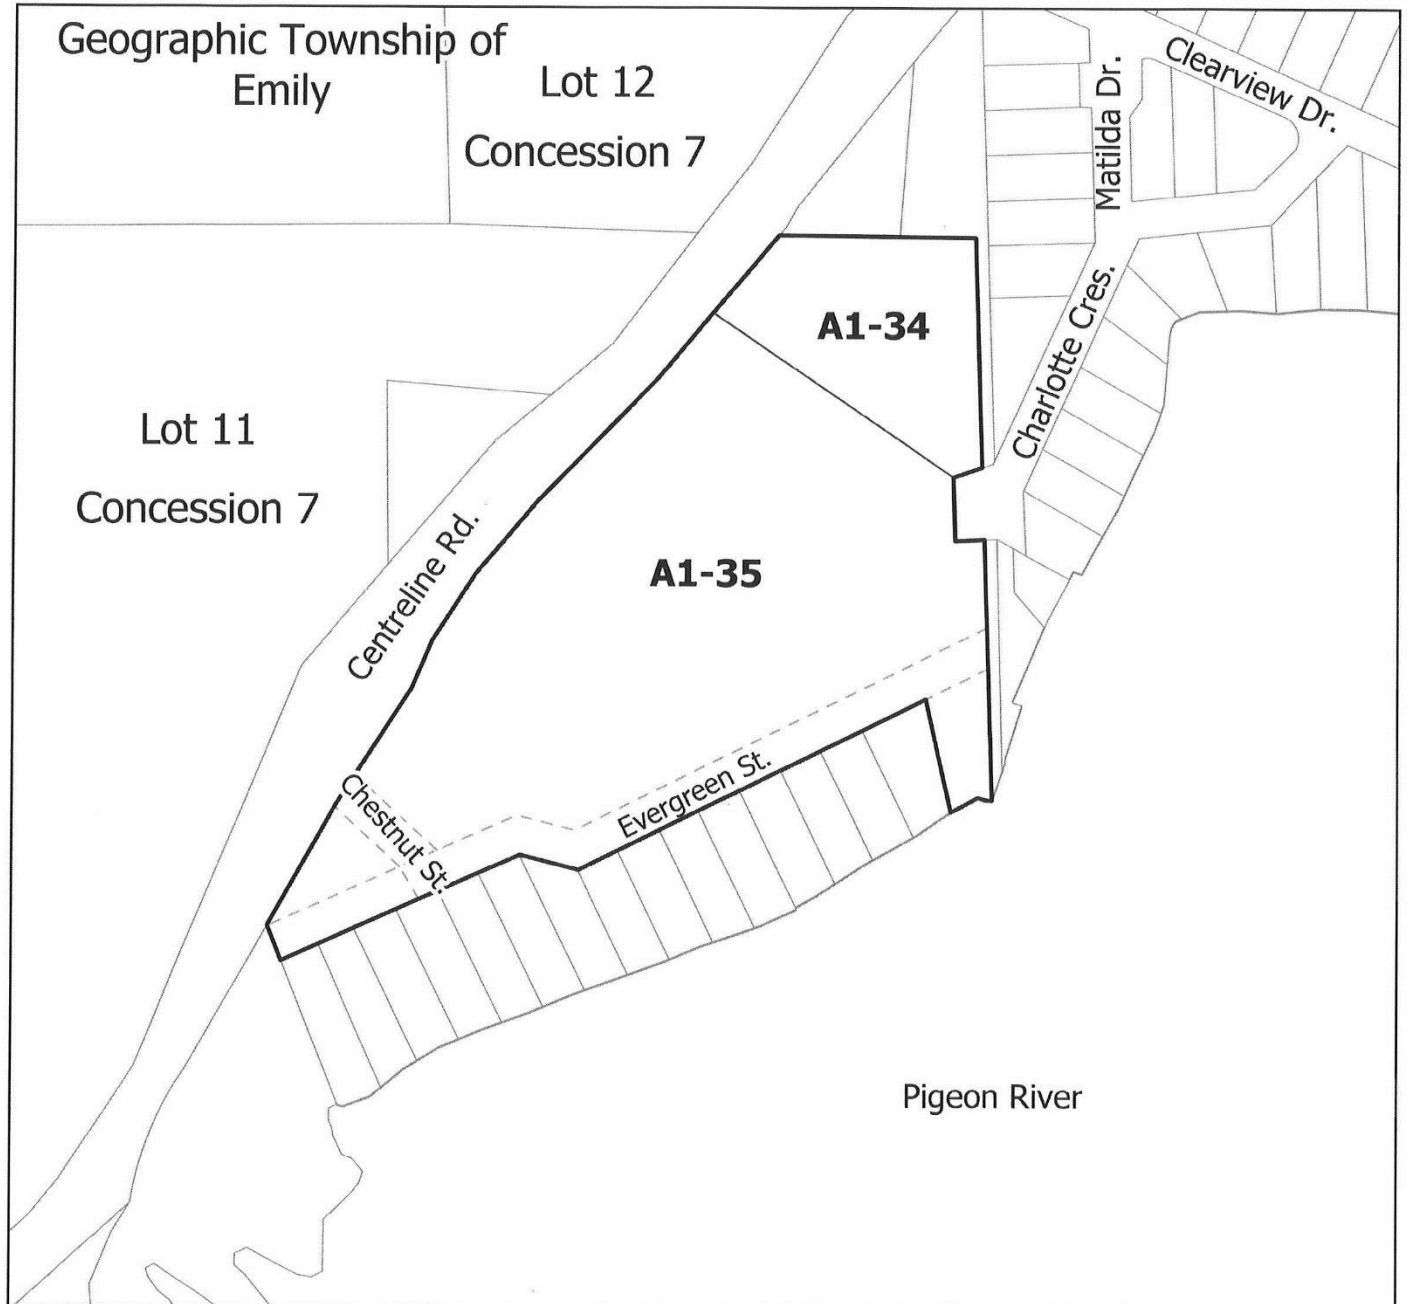 Geographic Township of
Emily
Lot 12
Concession 7
Clearview Dr.
Matilda Dr.
Charlotte Cres.
A1-34
Lot 11
Concession 7
Centreline Rd.
A1-35
Chestnut St.
Evergreen St.
Pigeon River